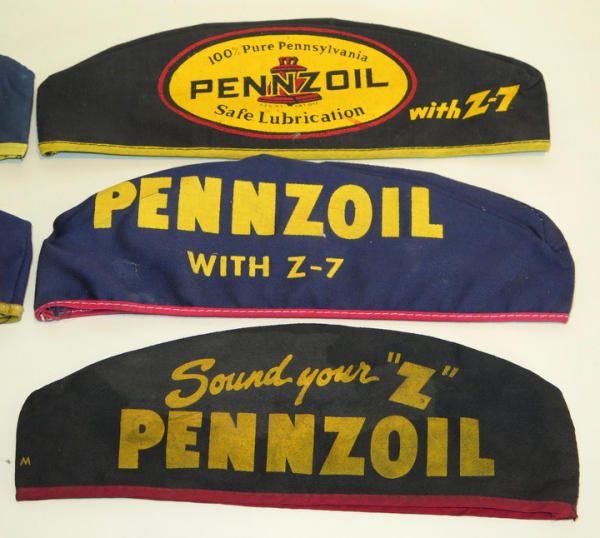 100% Pure Pennsylvania
PENNZOIL
Safe Lubrication
with Z-7
PENNZOIL
WITH Z-7
Sound your "Z"
PENNZOIL
M